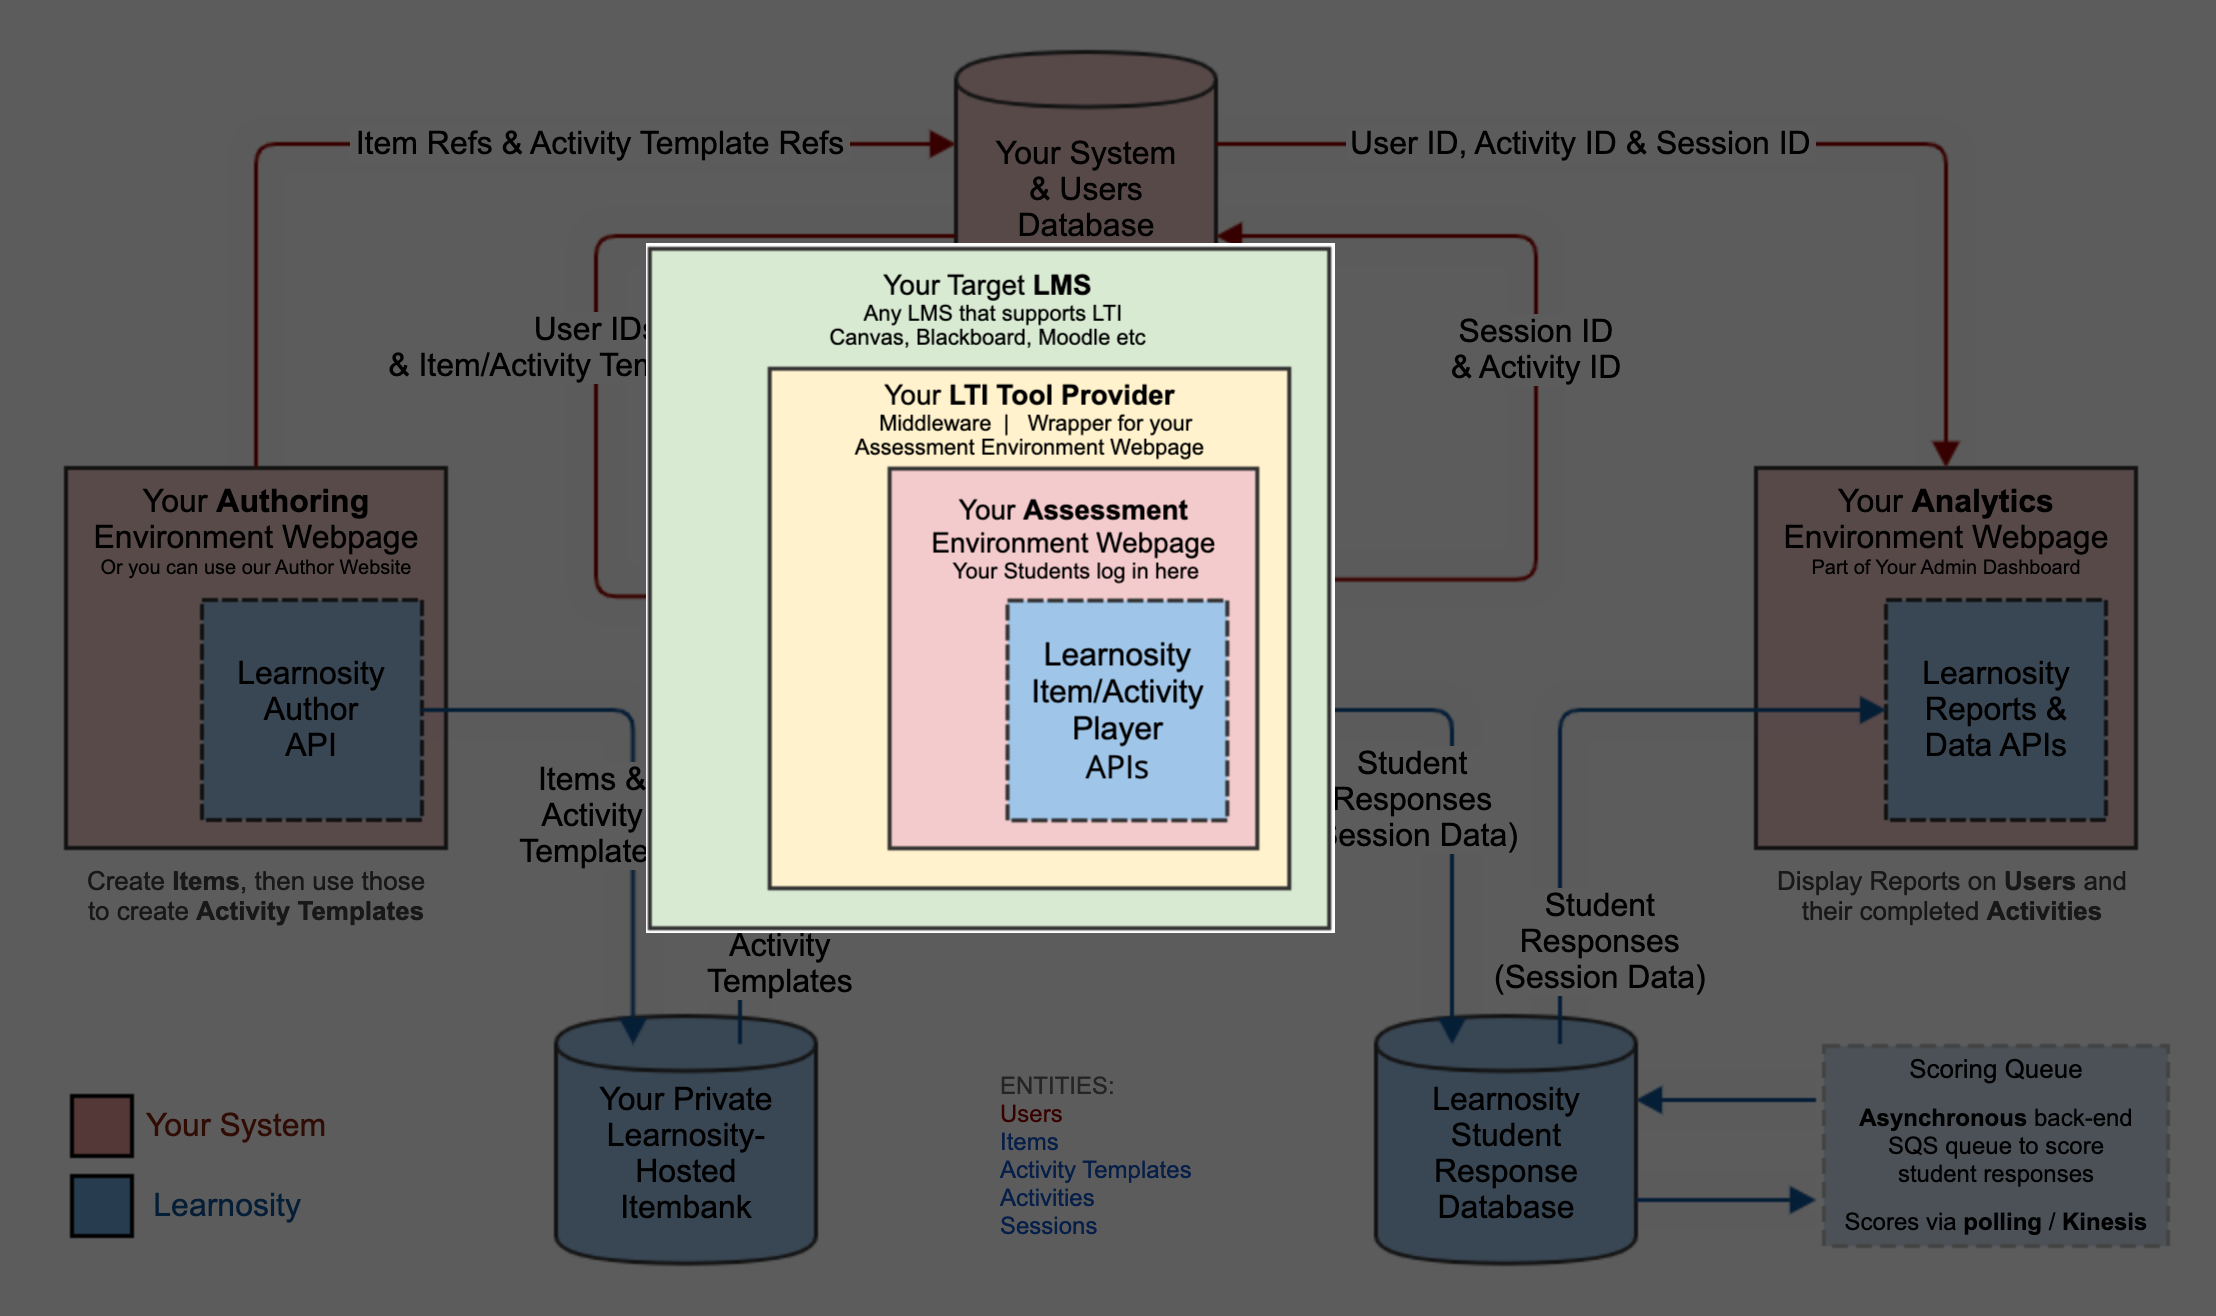 Item Refs & Activity Template Refs
Your System
& Users
Database
User ID, Activity ID & Session ID
User IDs
& Item/Activity
Session ID
& Activity ID
Your Target LMS
Any LMS that supports LTI
Canvas, Blackboard, Moodle etc
Your LTI Tool Provider
Middleware | Wrapper for your
Assessment Environment Webpage
Your Assessment
Environment Webpage
Your Students log in here
Learnosity
Item/Activity
Player
APIs
Your Authoring
Environment Webpage
Or you can use our Author Website
Learnosity
Author
API
Create Items, then use those
to create Activity Templates
Your Analytics
Environment Webpage
Part of Your Admin Dashboard
Learnosity
Reports &
Data APIs
Display Reports on Users and
their completed Activities
Items &
Activity
Template
Activity
Templates
Student
Responses
Data)
Student
Responses
(Session Data)
Your Private
Learnosity-
Hosted
Itembank
Learnosity
Student
Response
Database
Scoring Queue
Asynchronous back-end
SQS queue to score
student responses
Scores via polling / Kinesis
Your System
Learnosity
ENTITIES:
Users
Items
Activity Templates
Activities
Sessions